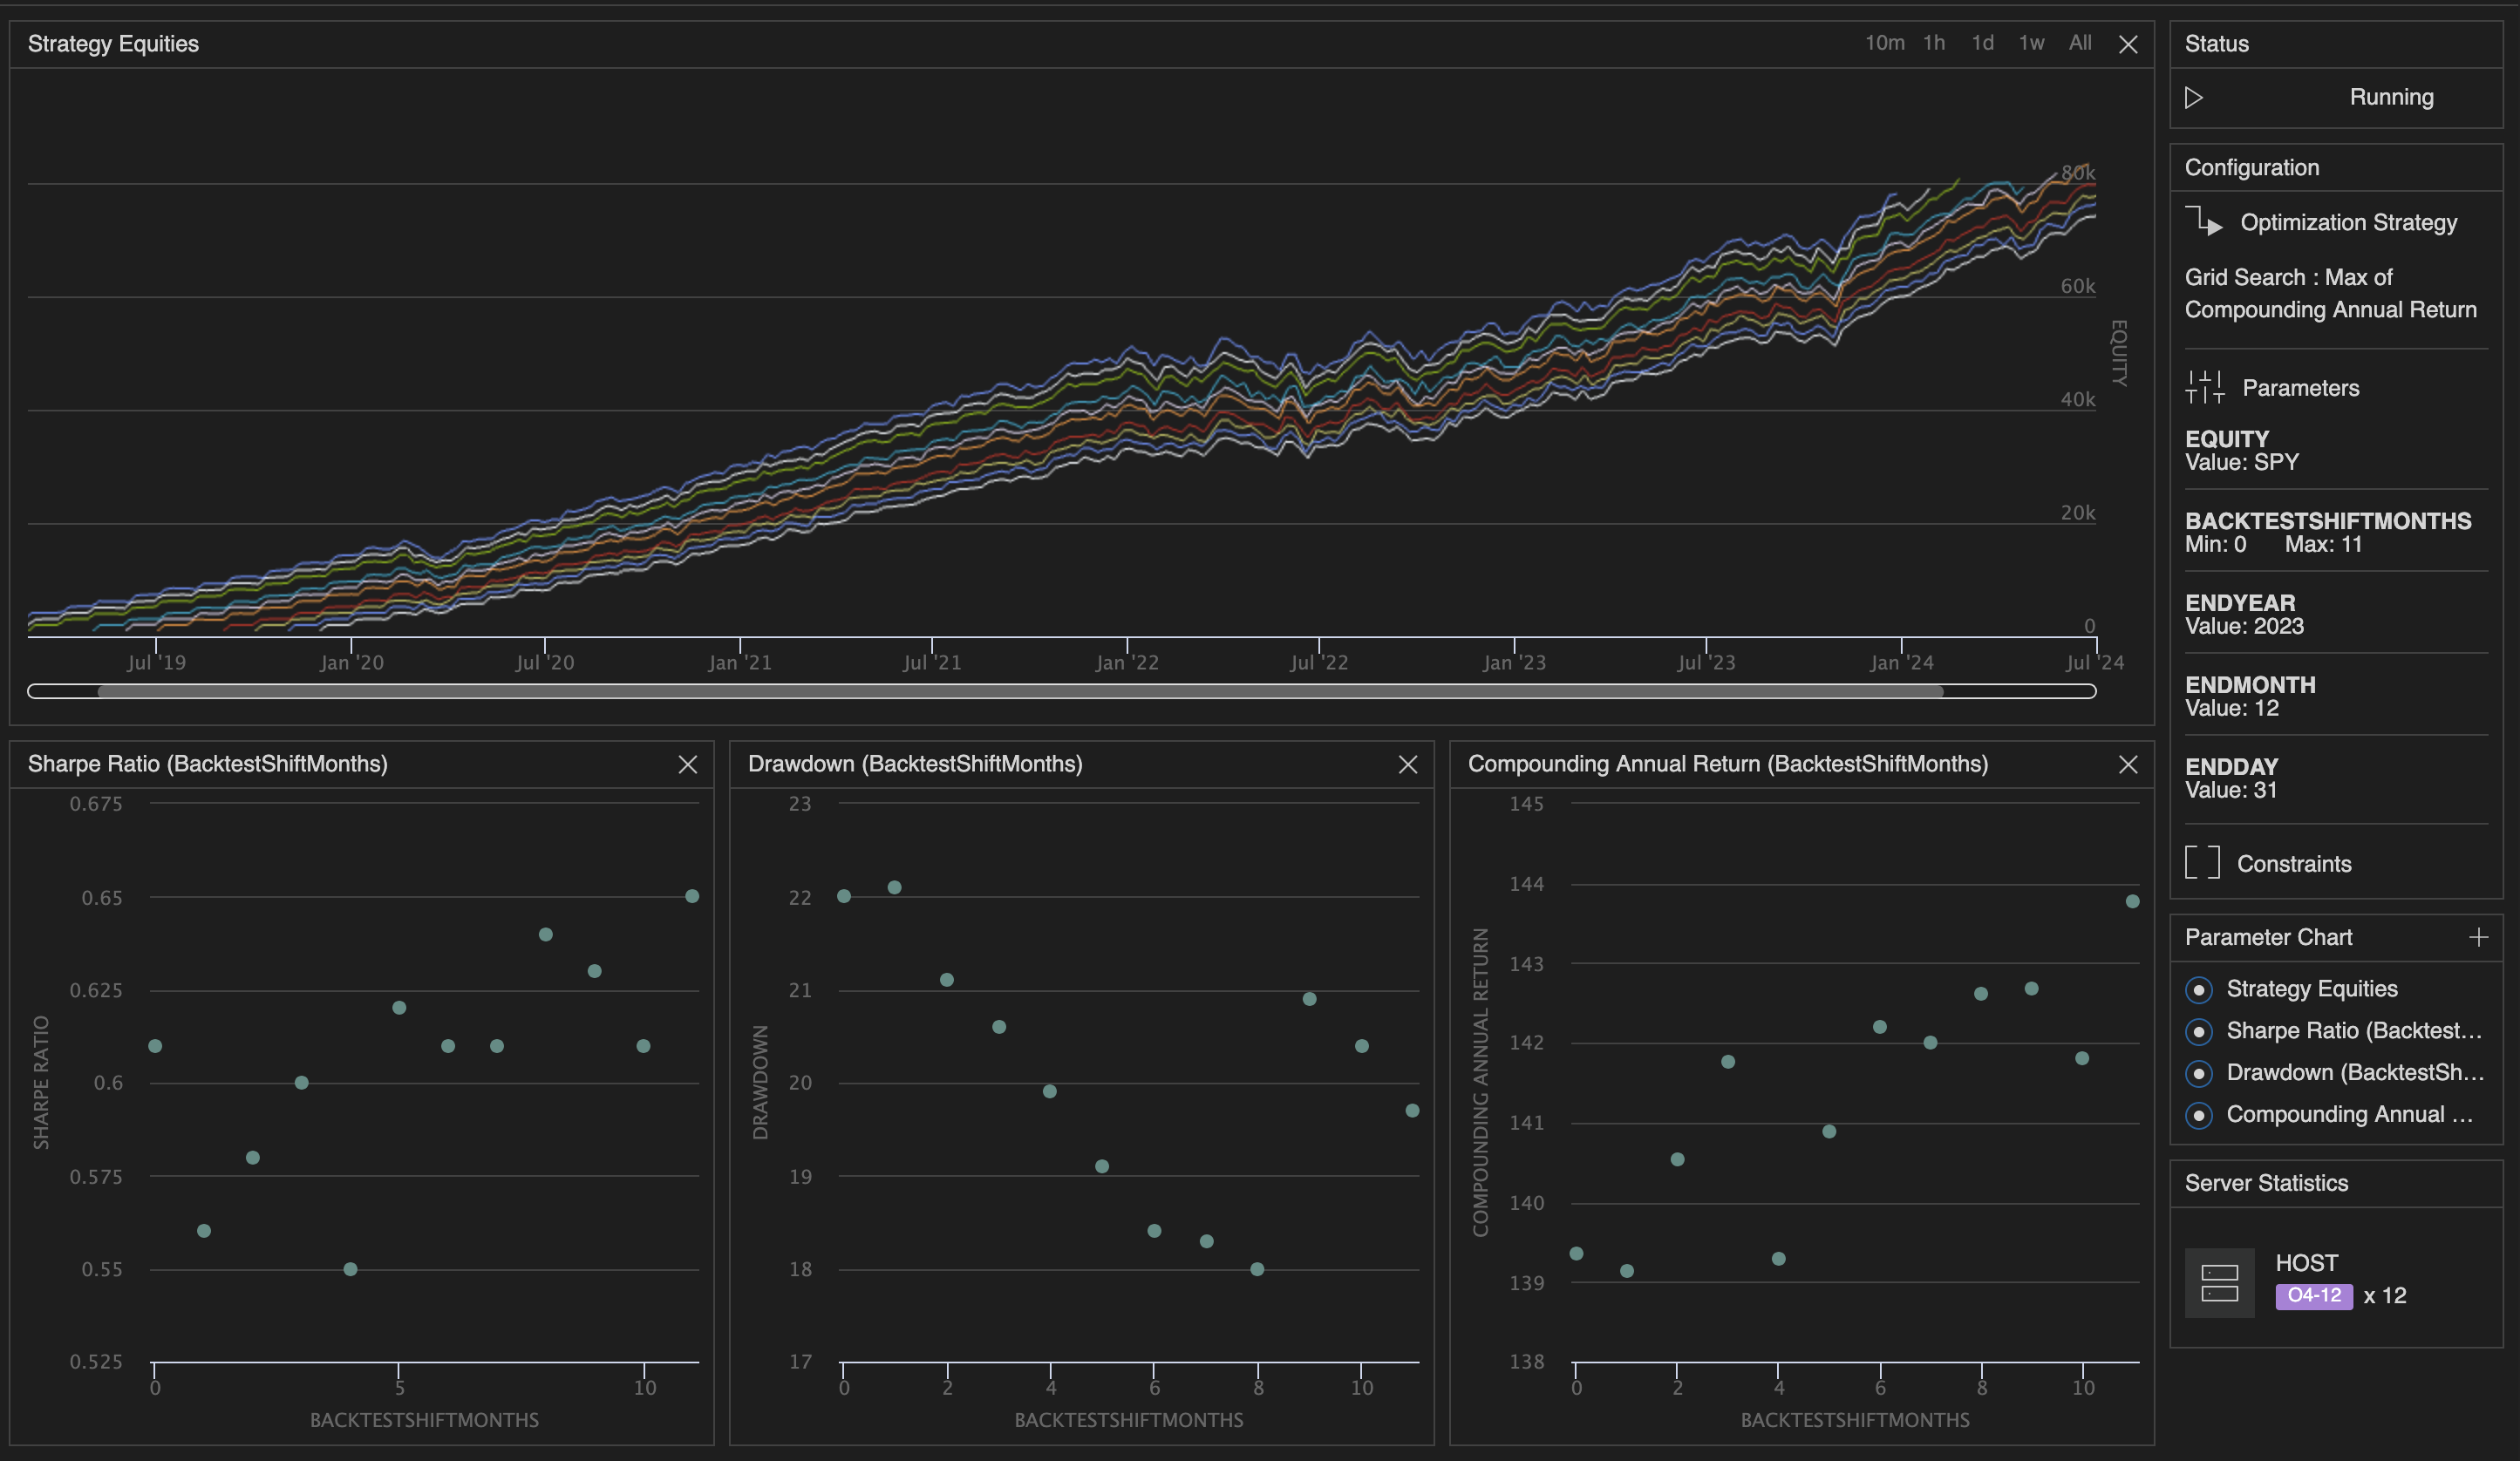 Strategy Equities
10m 1h 1d 1w All
80k
60k
40k
20k
0
EQUITY
Jul '19 Jan '20 Jul '20 Jan '21 Jul '21 Jan '22 Jul '22 Jan '23 Jul '23 Jan '24 Jul '24
Sharpe Ratio (BacktestShiftMonths)
0.675
0.65
0.625
0.6
0.575
0.55
0.525
SHARPE RATIO
0 5 10
BACKTESTSHIFTMONTHS
Drawdown (BacktestShiftMonths)
23
22
21
20
19
18
17
DRAWDOWN
0 2 4 6 8 10
BACKTESTSHIFTMONTHS
Compounding Annual Return (BacktestShiftMonths)
145
144
143
142
141
140
139
138
COMPOUNDING ANNUAL RETURN
0 2 4 6 8 10
BACKTESTSHIFTMONTHS
Status
Running
Configuration
Optimization Strategy
Grid Search : Max of
Compounding Annual Return
Parameters
EQUITY
Value: SPY
BACKTESTSHIFTMONTHS
Min: 0 Max: 11
ENDYEAR
Value: 2023
ENDMONTH
Value: 12
ENDDAY
Value: 31
Constraints
Parameter Chart
Strategy Equities
Sharpe Ratio (Backtest...
Drawdown (BacktestSh...
Compounding Annual ...
Server Statistics
HOST
O4-12 x 12